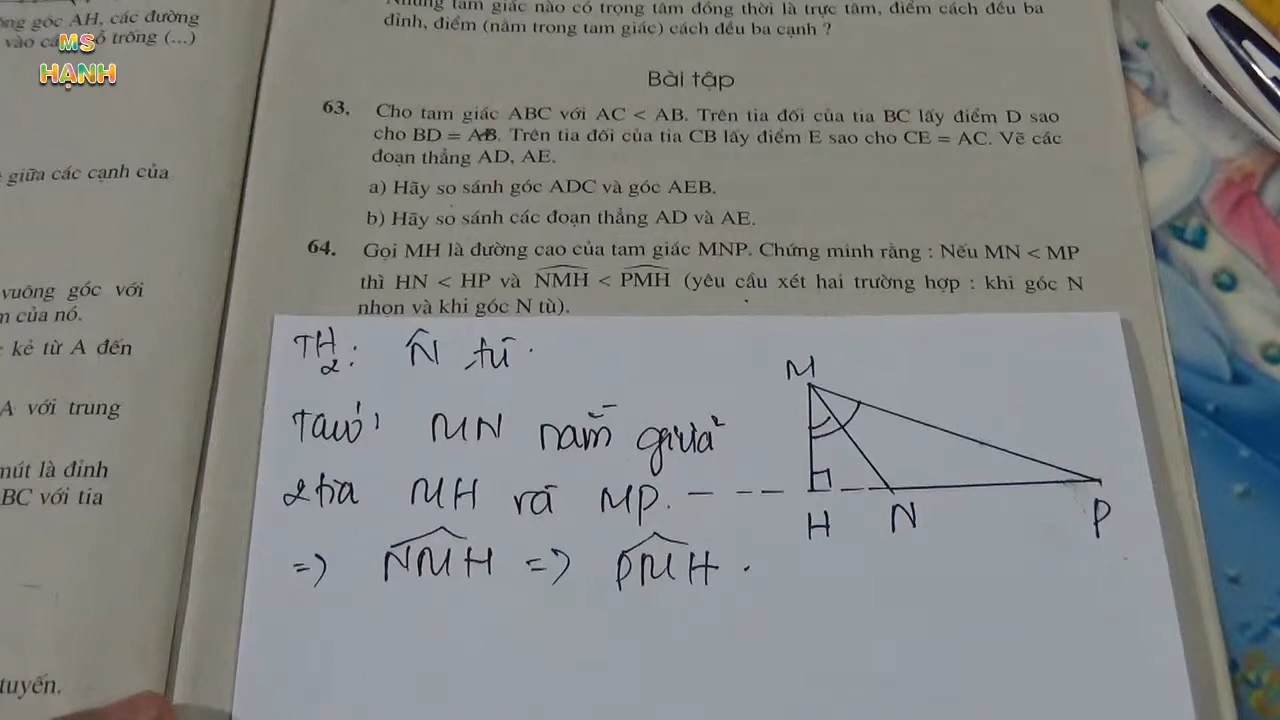 ông góc AH, các đường
vào các ỗ trống (...)
MS
HẠNH
giữa các cạnh của
vuông góc với
m của nó.
kẻ từ A đến
A với trung
mút là đỉnh
BC với tia
tuyến.
Những tam giác nào có trọng tâm đồng thời là trực tâm, điểm cách đều ba
đỉnh, điểm (nằm trong tam giác) cách đều ba cạnh ?
Bài tập
63. Cho tam giác ABC với AC < AB. Trên tia đối của tia BC lấy điểm D sao
cho BD = AB. Trên tia đối của tia CB lấy điểm E sao cho CE = AC. Vẽ các
đoạn thẳng AD, AE.
a) Hãy so sánh góc ADC và góc AEB.
b) Hãy so sánh các đoạn thẳng AD và AE.
64. Gọi MH là đường cao của tam giác MNP. Chứng minh rằng : Nếu MN < MP
thì HN < HP và NMH < PMH (yêu cầu xét hai trường hợp : khi góc N
nhọn và khi góc N tù).
TH2: N̂ tù.
MN nằm giữa
2 tia MH và MP.
=> NMH => PMH.
M
H N P